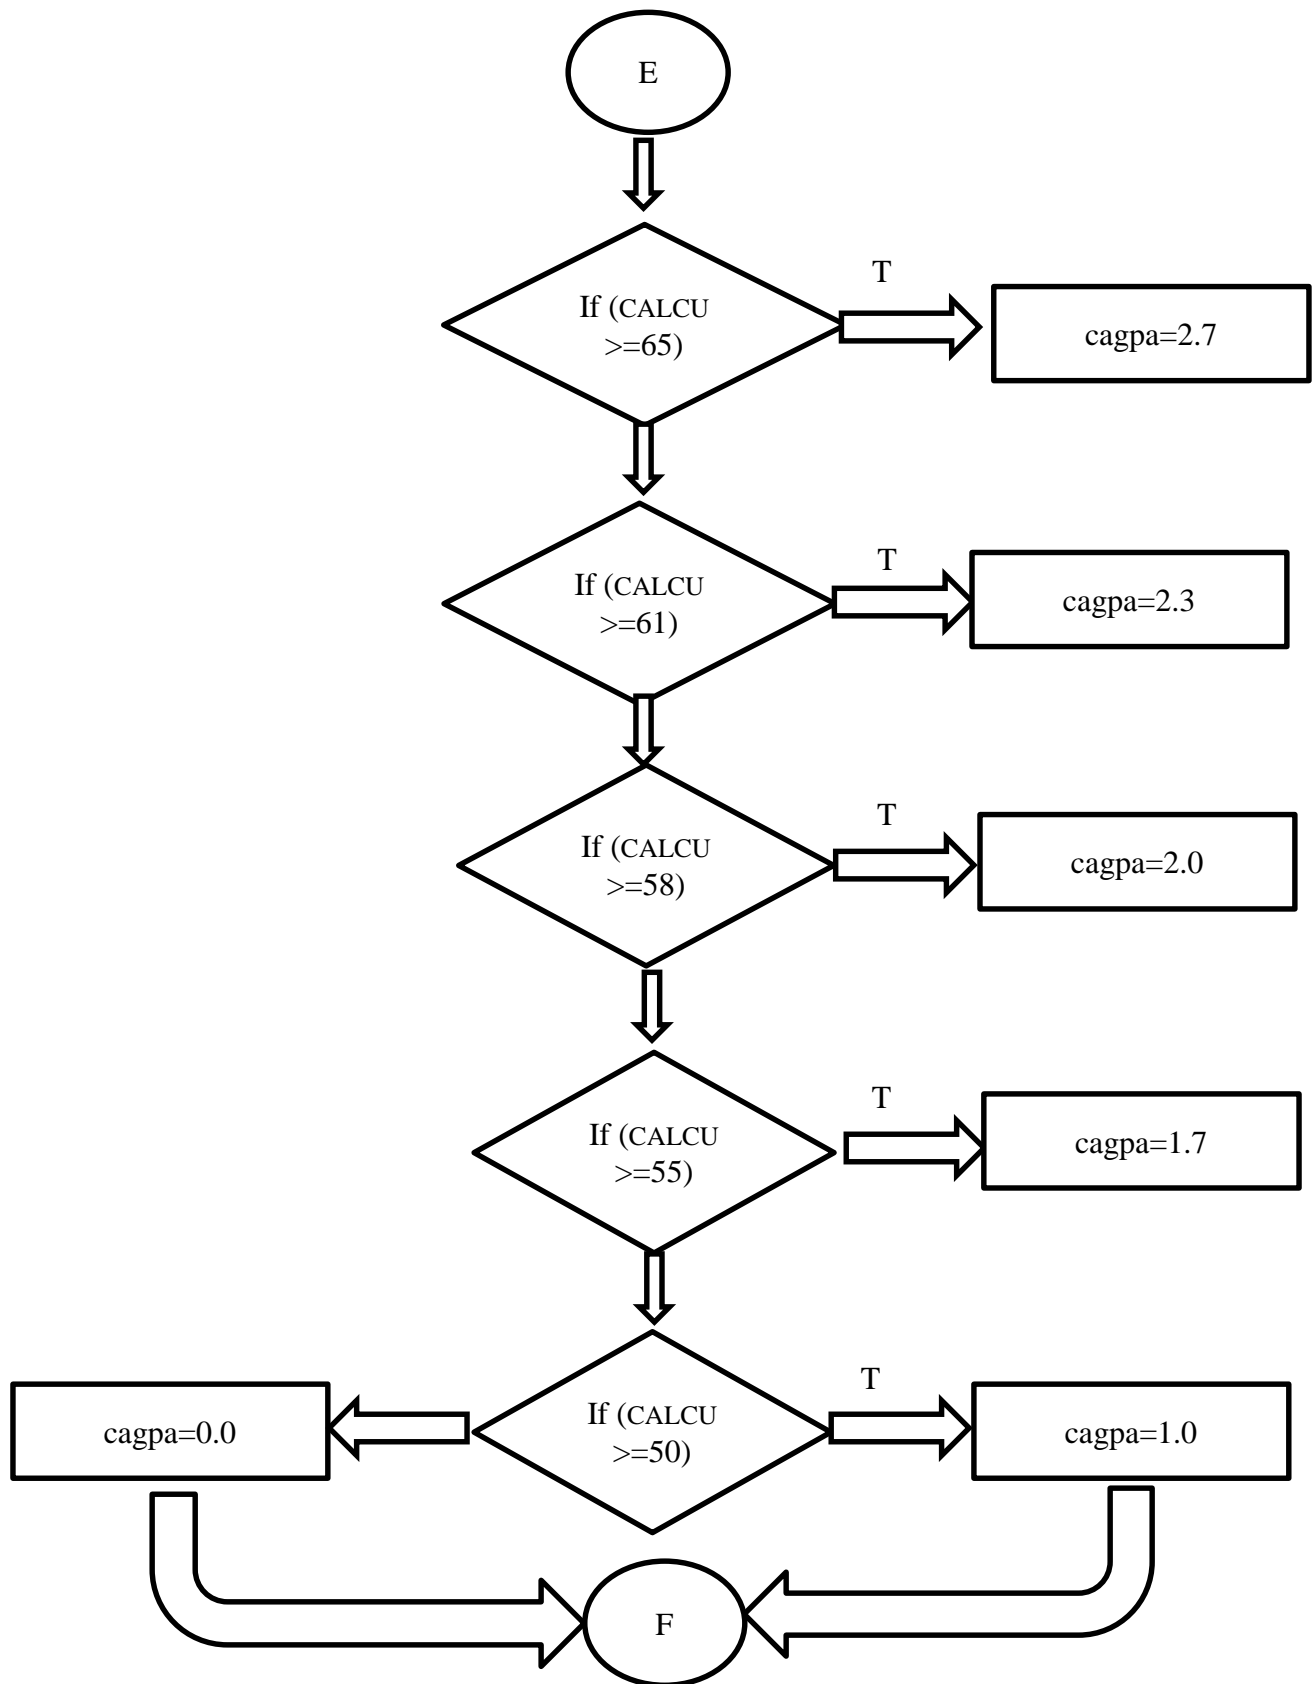 E
T
If (CALCU
>=65)
cagpa=2.7
T
If (CALCU
>=61)
cagpa=2.3
T
If (CALCU
>=58)
cagpa=2.0
T
If (CALCU
>=55)
cagpa=1.7
T
cagpa=0.0
If (CALCU
>=50)
cagpa=1.0
F